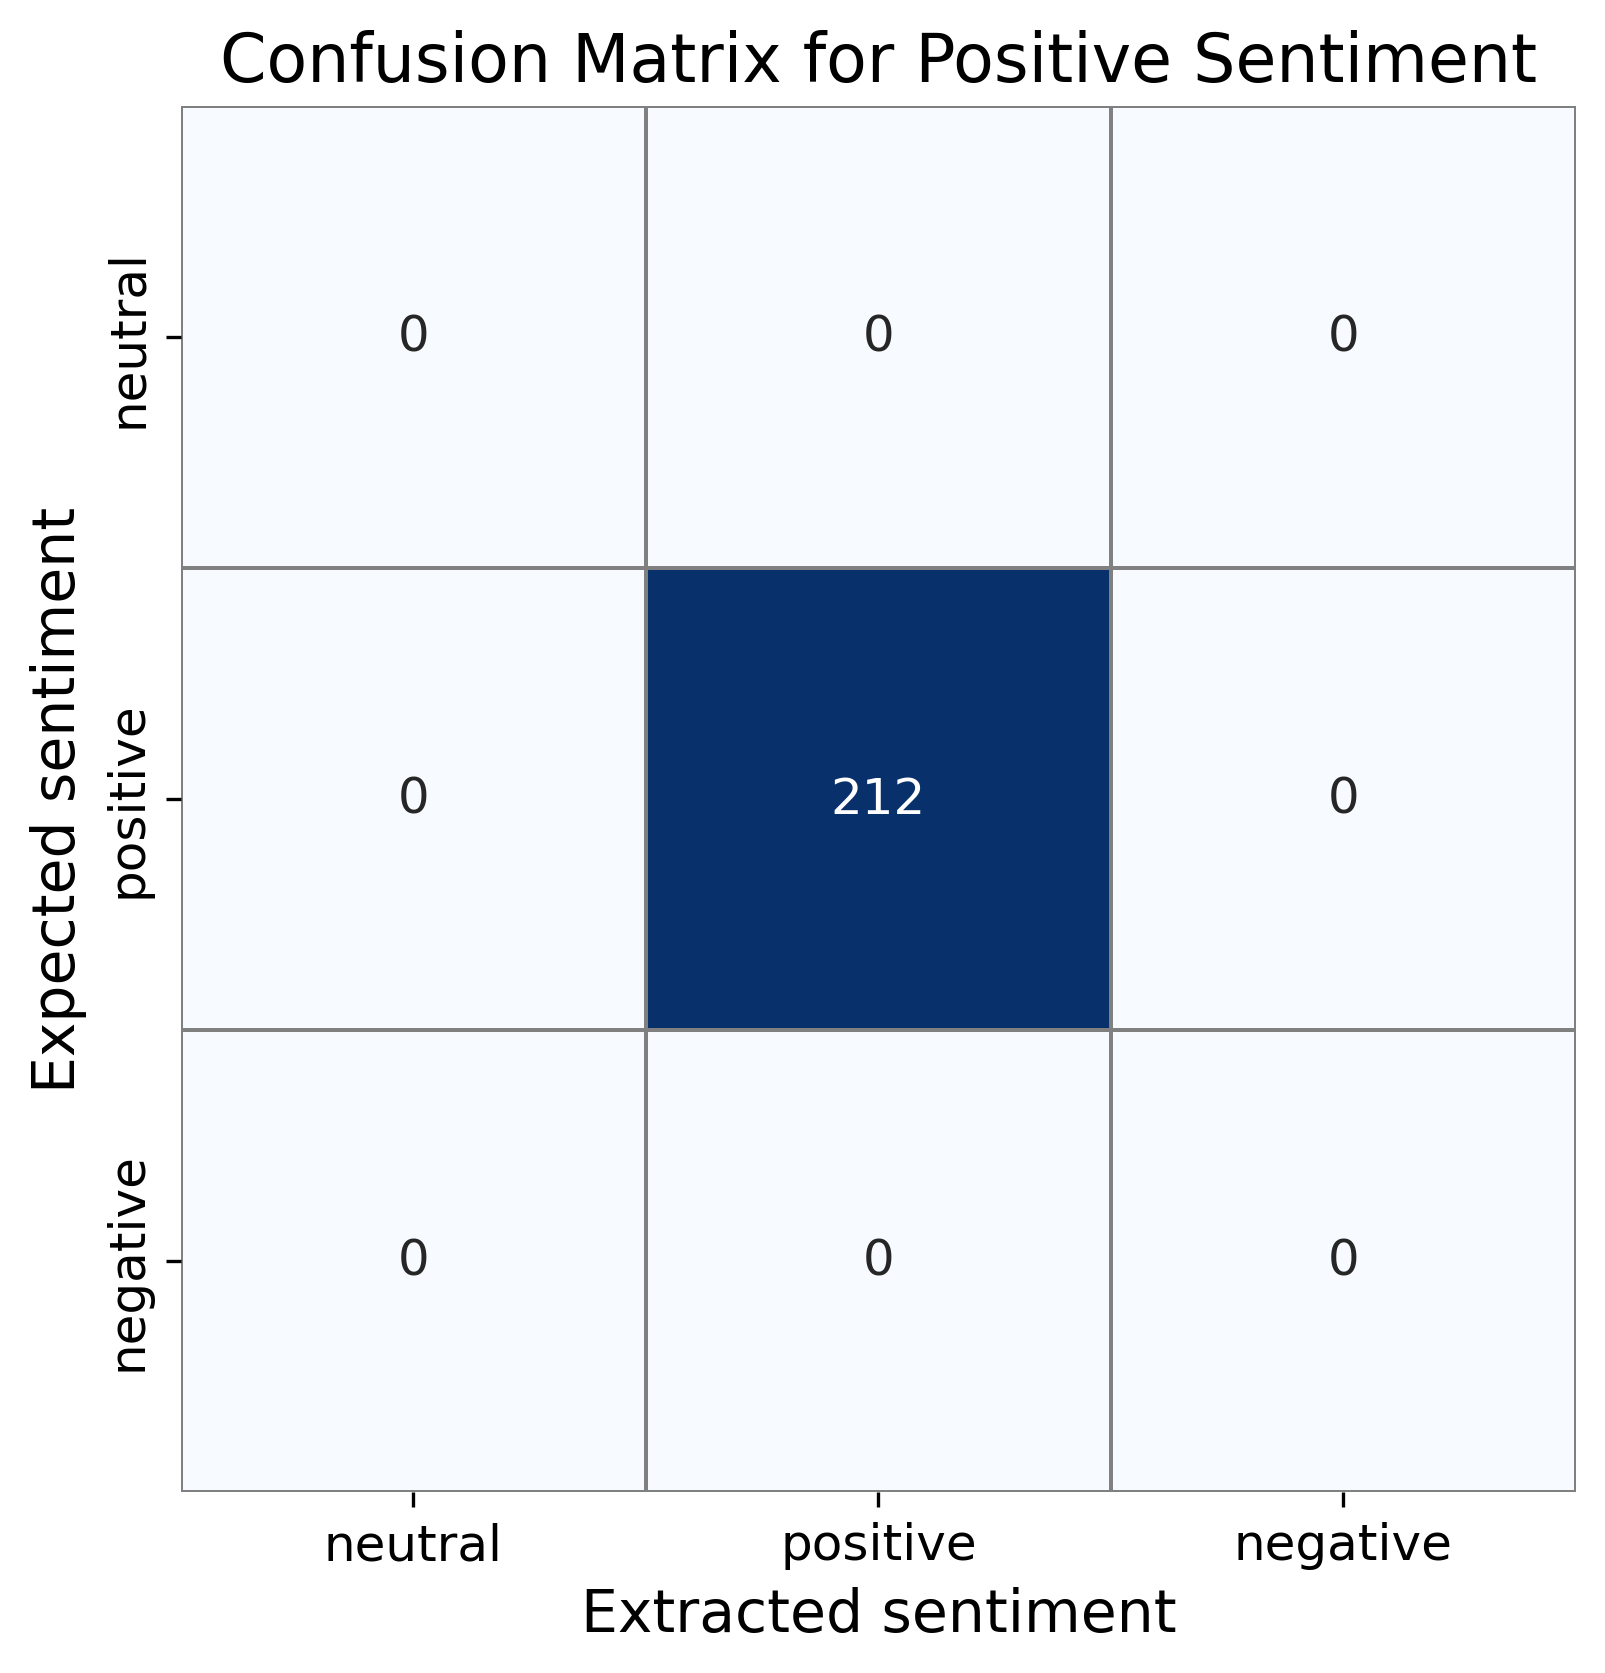 Confusion Matrix for Positive Sentiment
Expected sentiment
neutral
0 0 0
positive
0 212 0
negative
0 0 0
neutral positive negative
Extracted sentiment